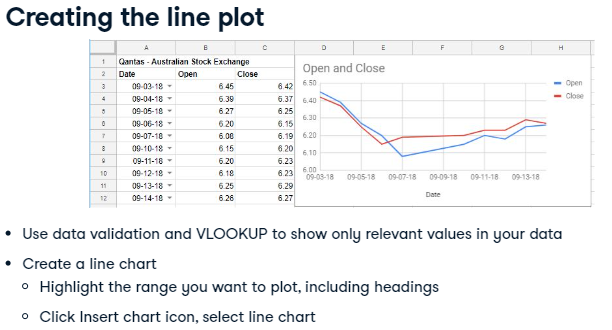 Creating the line plot
A B C D E F G H
1 Qantas - Australian Stock Exchange
2 Date Open Close
3 09-03-18 6.45 6.42
4 09-04-18 6.39 6.37
5 09-05-18 6.27 6.25
6 09-06-18 6.20 6.15
7 09-07-18 6.08 6.19
8 09-10-18 6.15 6.20
9 09-11-18 6.20 6.23
10 09-12-18 6.18 6.23
11 09-13-18 6.25 6.29
12 09-14-18 6.26 6.27
Open and Close
6.50
6.40
6.30
6.20
6.10
6.00
09-03-18 09-05-18 09-07-18 09-09-18 09-11-18 09-13-18
Date
Open
Close
• Use data validation and VLOOKUP to show only relevant values in your data
• Create a line chart
○ Highlight the range you want to plot, including headings
○ Click Insert chart icon, select line chart